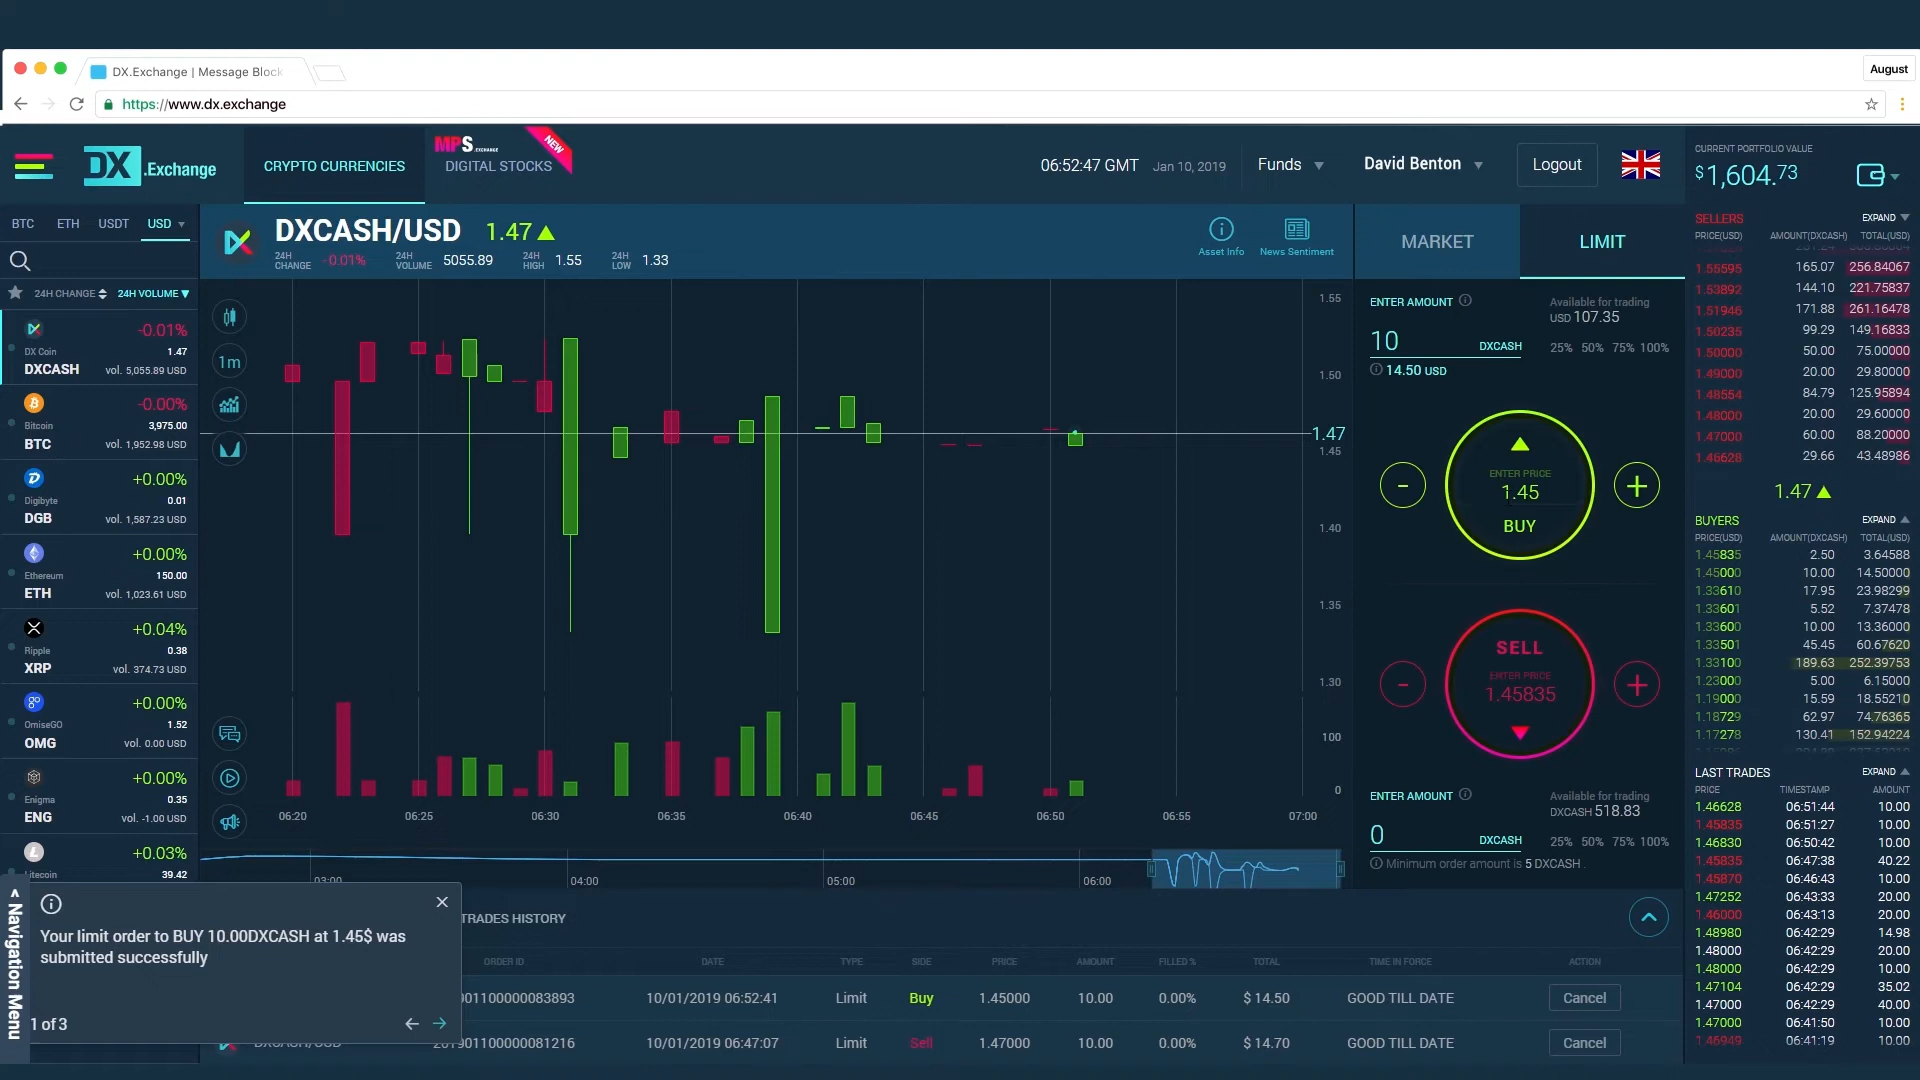 DX.Exchange | Message Block
August
https://www.dx.exchange
DX.Exchange
CRYPTO CURRENCIES
MPS.EXCHANGE
DIGITAL STOCKS
NEW
06:52:47 GMT Jan 10, 2019
Funds
David Benton
Logout
CURRENT PORTFOLIO VALUE
$1,604.73
BTC ETH USDT USD
24H CHANGE 24H VOLUME
-0.01%
DX Coin 1.47
DXCASH vol. 5,055.89 USD
-0.00%
Bitcoin 3,975.00
BTC vol. 1,952.98 USD
+0.00%
Digibyte 0.01
DGB vol. 1,587.23 USD
+0.00%
Ethereum 150.00
ETH vol. 1,023.61 USD
+0.04%
Ripple 0.38
XRP vol. 374.73 USD
+0.00%
OmiseGO 1.52
OMG vol. 0.00 USD
+0.00%
Enigma 0.35
ENG vol. -1.00 USD
+0.03%
Litecoin 39.42
DXCASH/USD 1.47
24H CHANGE -0.01% 24H VOLUME 5055.89 24H HIGH 1.55 24H LOW 1.33
Asset Info
News Sentiment
1m
1.55
1.50
1.47
1.45
1.40
1.35
1.30
100
0
06:20 06:25 06:30 06:35 06:40 06:45 06:50 06:55 07:00
03:00 04:00 05:00 06:00
MARKET LIMIT
ENTER AMOUNT
Available for trading
USD 107.35
10 DXCASH
25% 50% 75% 100%
14.50 USD
ENTER PRICE
- 1.45 +
BUY
SELL
ENTER PRICE
- 1.45835 +
ENTER AMOUNT
Available for trading
DXCASH 518.83
0 DXCASH
25% 50% 75% 100%
Minimum order amount is 5 DXCASH .
SELLERS EXPAND
PRICE(USD) AMOUNT(DXCASH) TOTAL(USD)
1.55595 165.07 256.84067
1.53892 144.10 221.75837
1.51946 171.88 261.16478
1.50235 99.29 149.16833
1.50000 50.00 75.00000
1.49000 20.00 29.80000
1.48554 84.79 125.95894
1.48000 20.00 29.60000
1.47000 60.00 88.20000
1.46628 29.66 43.48986
1.47
BUYERS EXPAND
PRICE(USD) AMOUNT(DXCASH) TOTAL(USD)
1.45835 2.50 3.64588
1.45000 10.00 14.50000
1.33610 17.95 23.98299
1.33601 5.52 7.37478
1.33600 10.00 13.36000
1.33501 45.45 60.67620
1.33100 189.63 252.39753
1.23000 5.00 6.15000
1.19000 15.59 18.55210
1.18729 62.97 74.76365
1.17278 130.41 152.94224
LAST TRADES EXPAND
PRICE TIMESTAMP AMOUNT
1.46628 06:51:44 10.00
1.45835 06:51:27 10.00
1.46830 06:50:42 10.00
1.45835 06:47:38 40.22
1.45870 06:46:43 10.00
1.47252 06:43:33 20.00
1.46000 06:43:13 20.00
1.48980 06:42:29 14.98
1.48000 06:42:29 20.00
1.48000 06:42:29 10.00
1.47104 06:42:29 35.02
1.47000 06:42:29 40.00
1.47000 06:41:50 10.00
1.46949 06:41:19 10.00
< Navigation Menu
Your limit order to BUY 10.00DXCASH at 1.45$ was
submitted successfully
1 of 3
TRADES HISTORY
ORDER ID DATE TYPE SIDE PRICE AMOUNT FILLED % TOTAL TIME IN FORCE ACTION
01100000083893 10/01/2019 06:52:41 Limit Buy 1.45000 10.00 0.00% $ 14.50 GOOD TILL DATE Cancel
DXCASH/USD 201901100000081216 10/01/2019 06:47:07 Limit Sell 1.47000 10.00 0.00% $ 14.70 GOOD TILL DATE Cancel